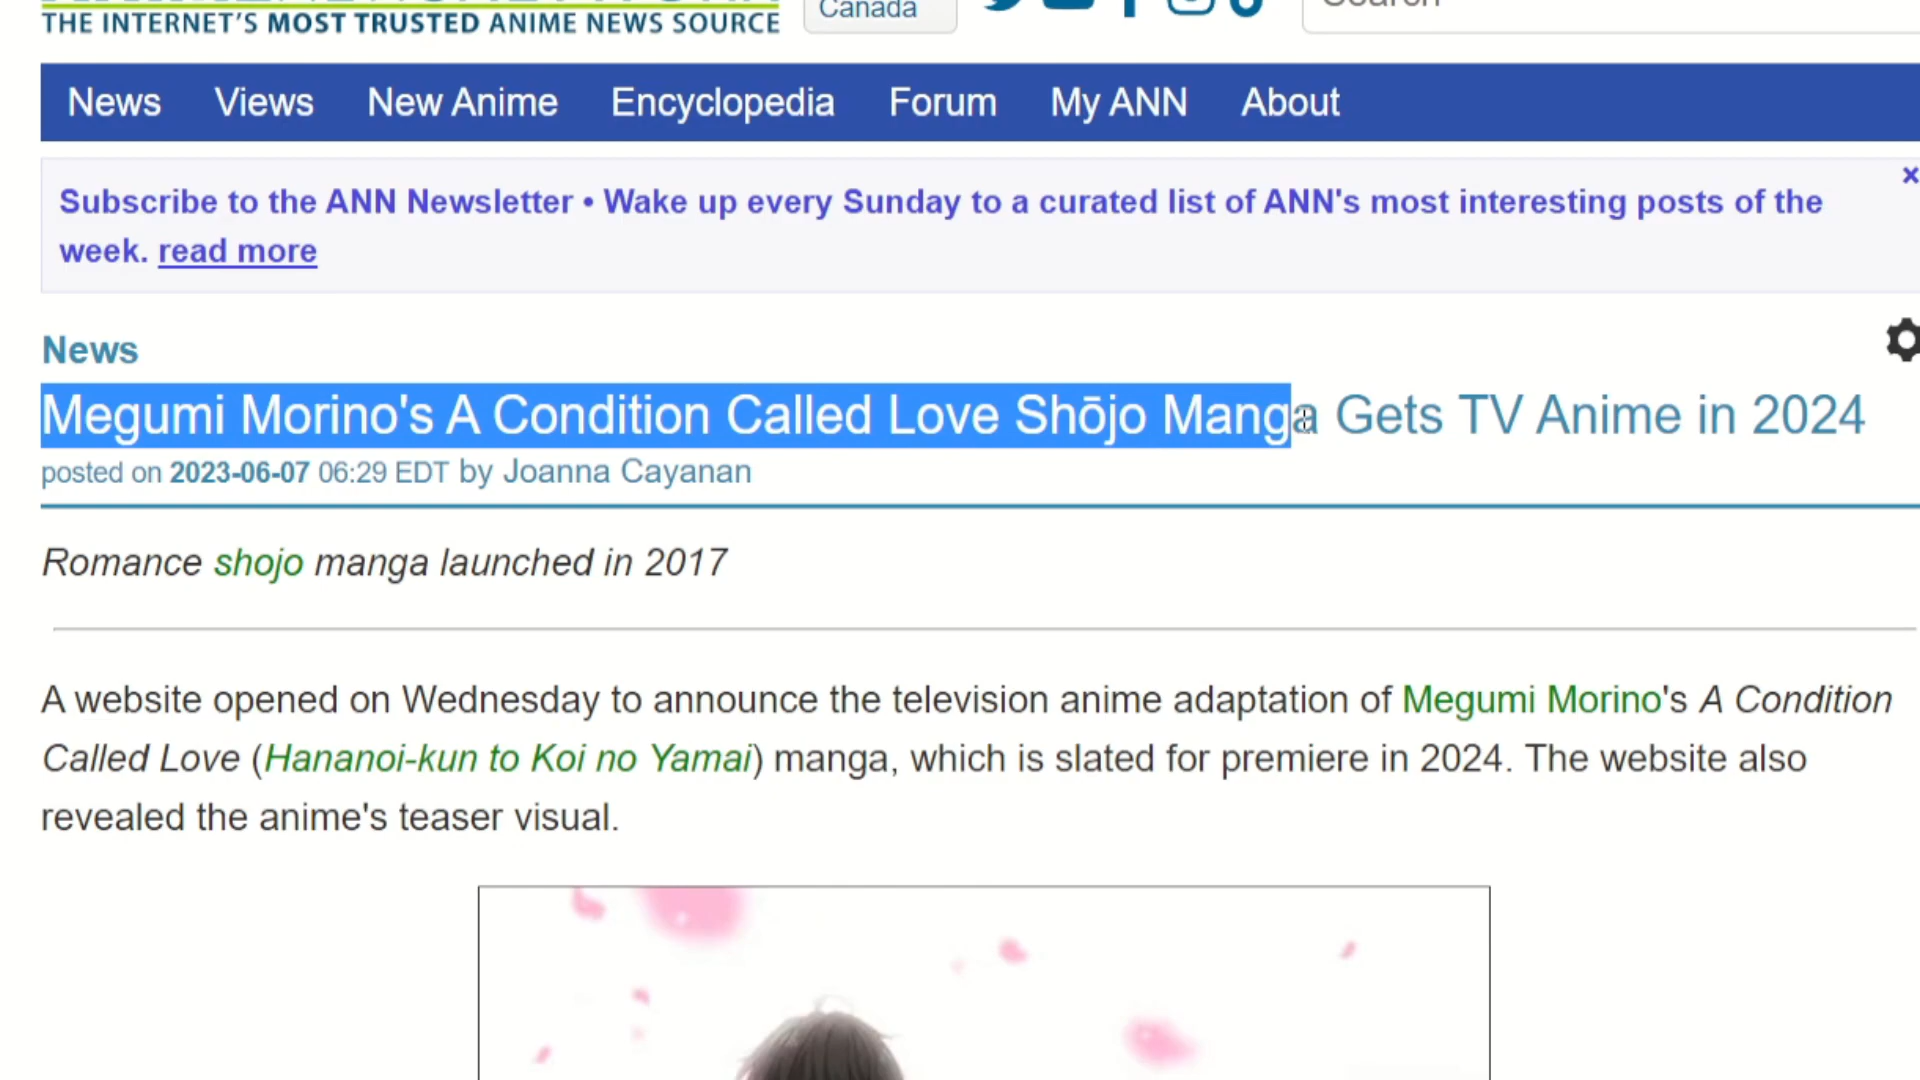 THE INTERNET'S MOST TRUSTED ANIME NEWS SOURCE
Canada
News Views New Anime Encyclopedia Forum My ANN About
Subscribe to the ANN Newsletter • Wake up every Sunday to a curated list of ANN's most interesting posts of the
week. read more
News
Megumi Morino's A Condition Called Love Shōjo Manga Gets TV Anime in 2024
posted on 2023-06-07 06:29 EDT by Joanna Cayanan
Romance shojo manga launched in 2017
A website opened on Wednesday to announce the television anime adaptation of Megumi Morino's A Condition
Called Love (Hananoi-kun to Koi no Yamai) manga, which is slated for premiere in 2024. The website also
revealed the anime's teaser visual.